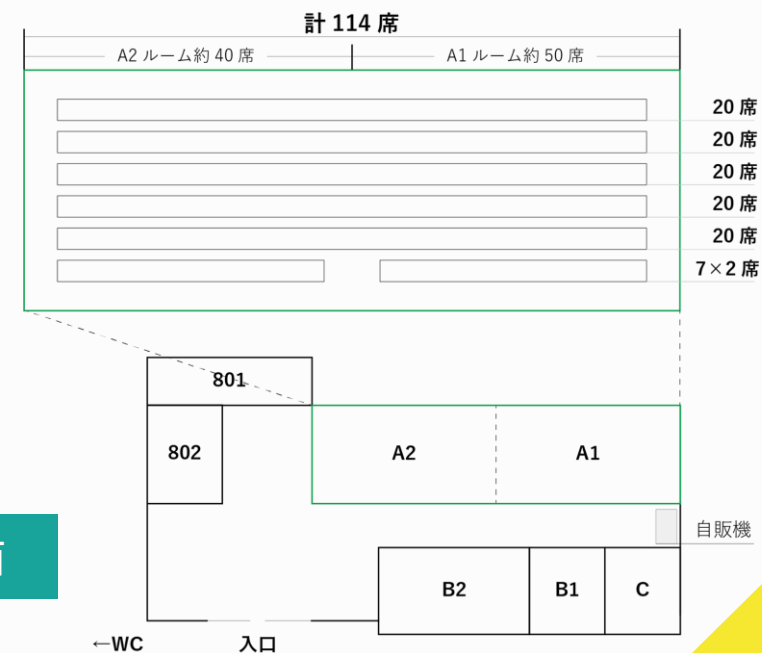 計 114 席
A2 ルーム約 40 席
A1 ルーム約 50 席
20 席
20 席
20 席
20 席
20 席
7×2 席
801
802
A2
A1
自販機
B2
B1
C
←WC
入口